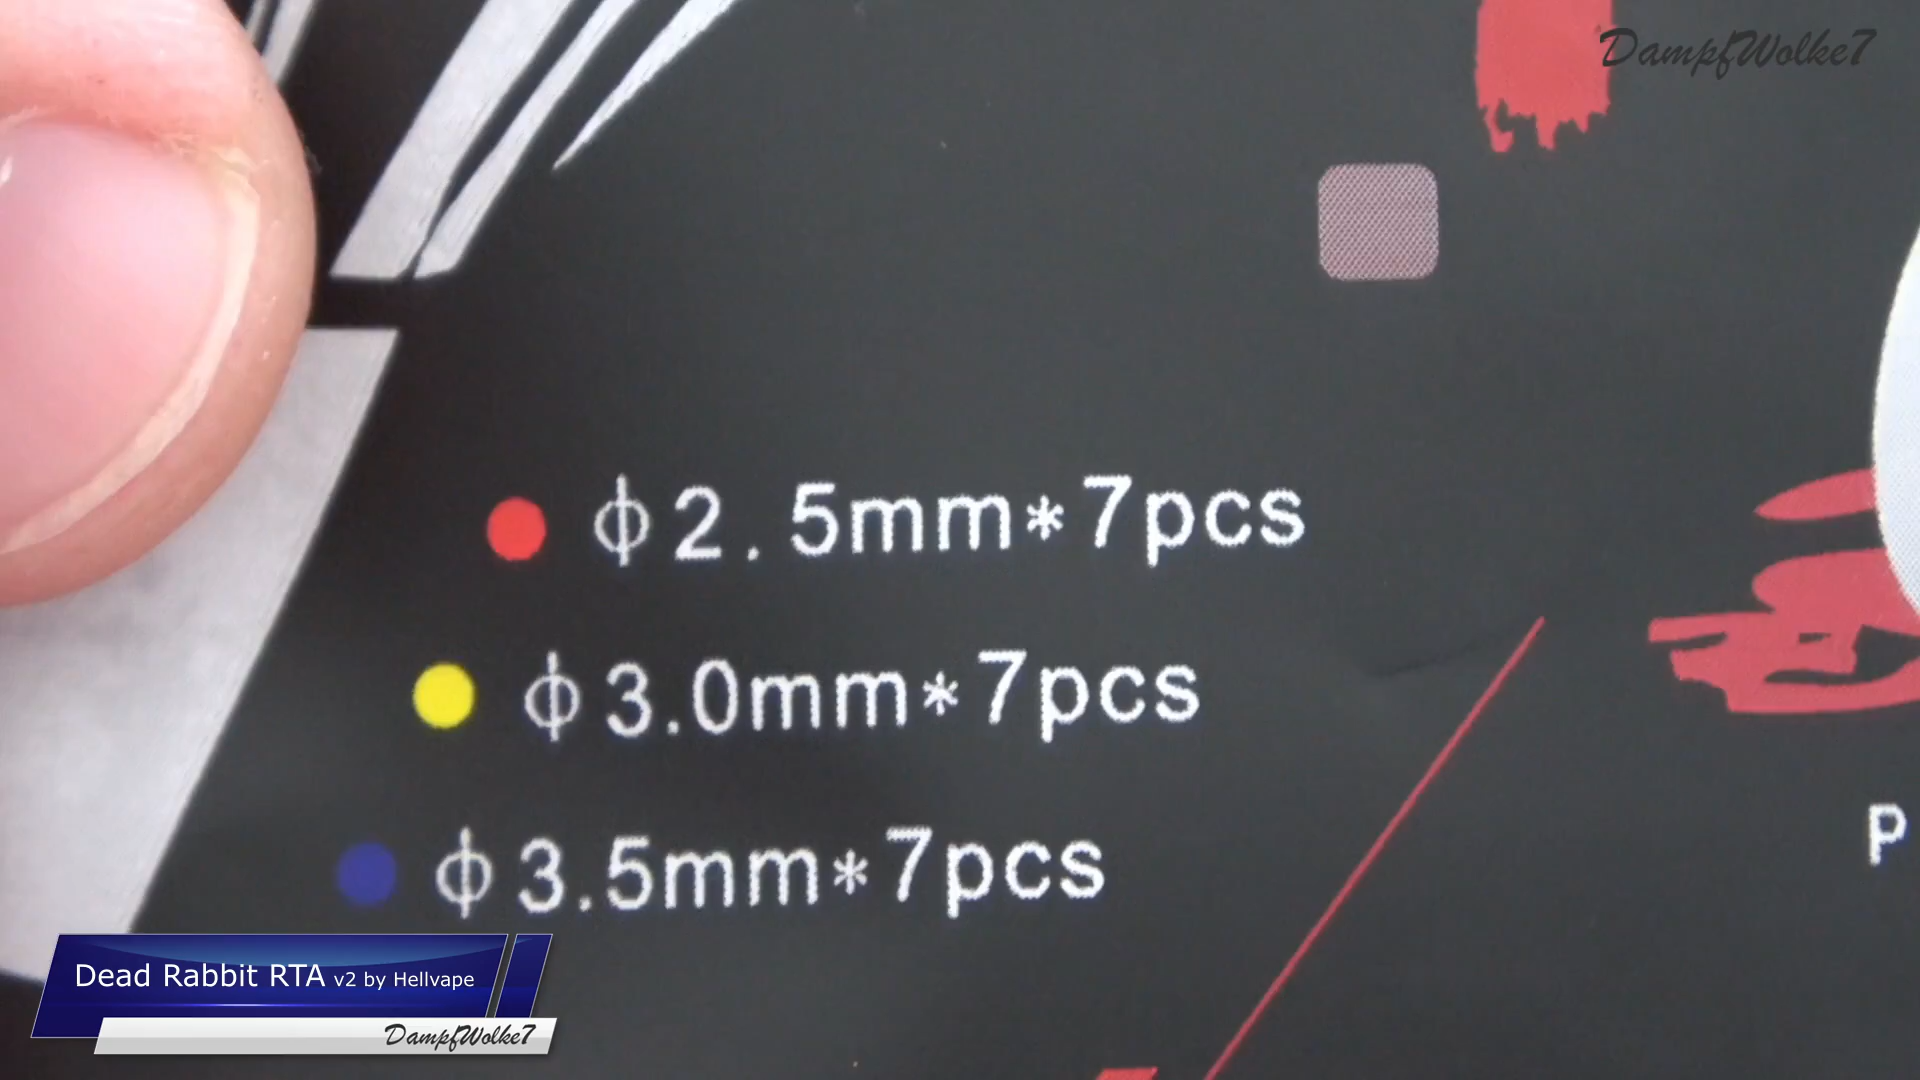 DampfWolke7
ϕ2.5mm*7pcs
ϕ3.0mm*7pcs
ϕ3.5mm*7pcs
P
Dead Rabbit RTA v2 by Hellvape
DampfWolke7